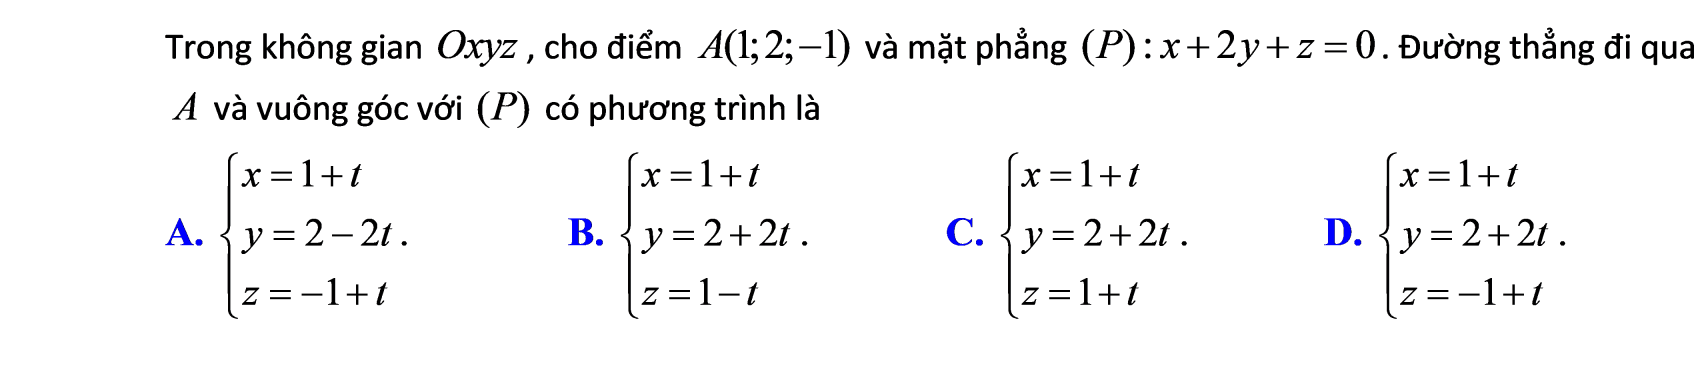 Trong không gian Oxyz, cho điểm A(1;2;−1) và mặt phẳng (P): x+2y+z=0. Đường thẳng đi qua
A và vuông góc với (P) có phương trình là
A. { x=1+t y=2−2t z=−1+t . B. { x=1+t y=2+2t z=1−t . C. { x=1+t y=2+2t z=1+t . D. { x=1+t y=2+2t z=−1+t .